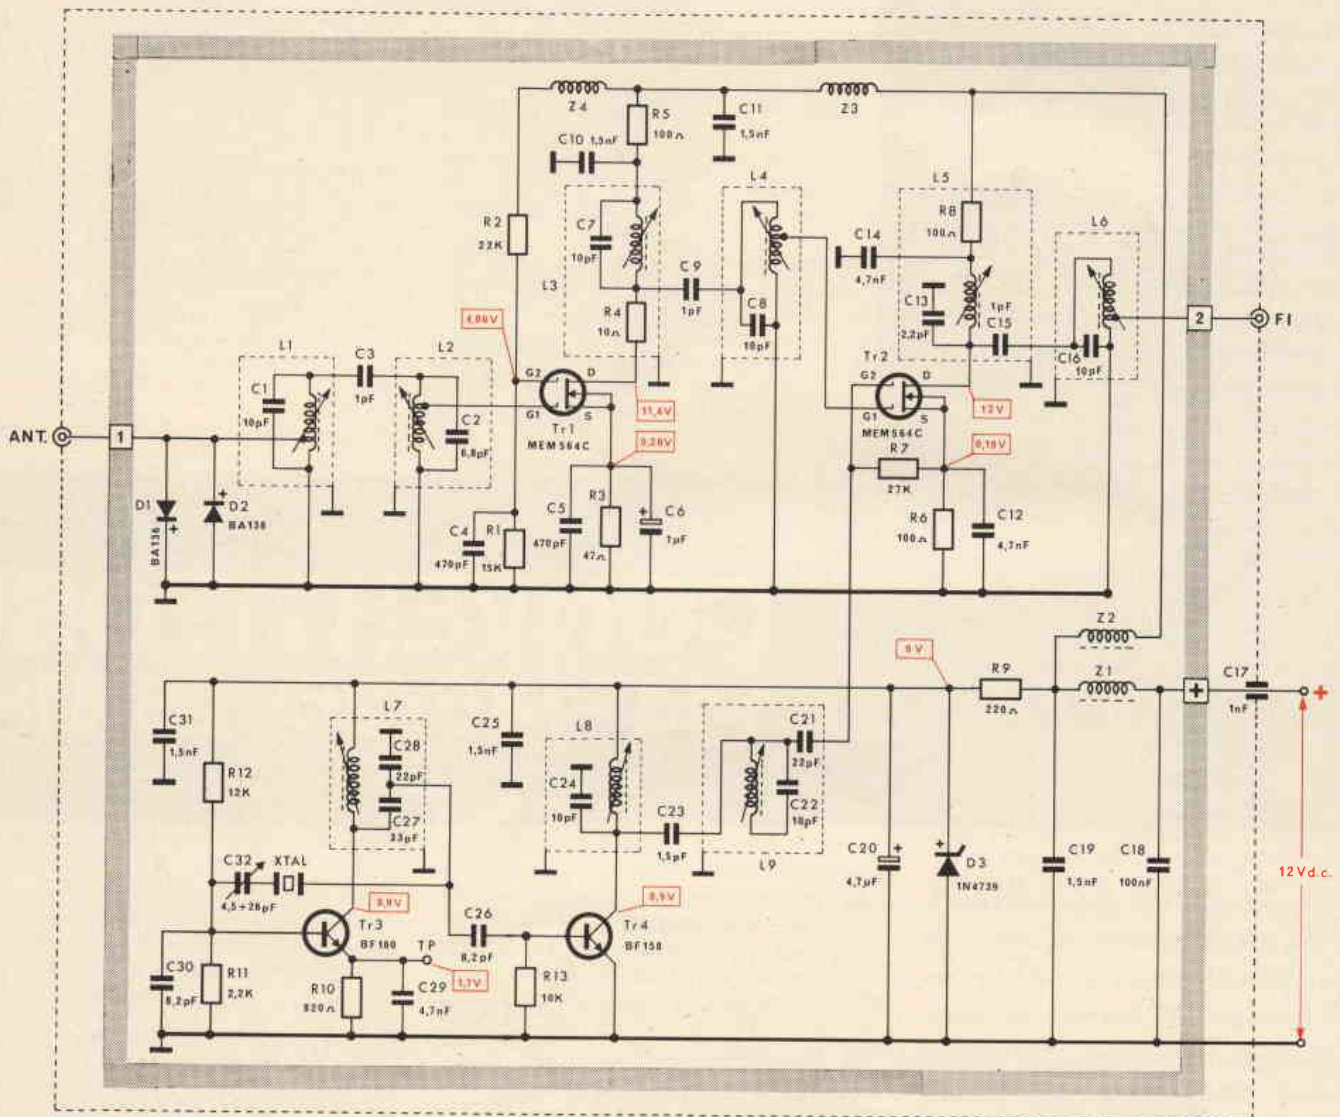 Z4
R5
100Ω
C11
1,5nF
Z3
C10 1,5nF
L4
L5
R2
22K
C7
10pF
L3
R4
10Ω
C9
1pF
C8
10pF
C14
4,7nF
R8
100Ω
C13
2,2pF
1pF
C15
L6
C16
10pF
2
FI
L1
C1
10pF
C3
1pF
L2
C2
6,8pF
G2
D
G1
S
Tr1
MEM564C
11,4V
0,28V
Tr2
G2
D
G1
S
MEM564C
12V
0,18V
R7
27K
ANT.
1
D1
BA136
+
+
D2
BA136
C4
470pF
R1
15K
C5
470pF
R3
47Ω
+
C6
1µF
R6
100Ω
C12
4,7nF
Z2
9V
R9
220Ω
Z1
+
C17
1nF
+
C31
1,5nF
R12
12K
L7
C28
22pF
C27
33pF
C25
1,5nF
L8
C24
10pF
C23
1,5pF
C21
22pF
C22
10pF
L9
C20
+
4,7µF
+
D3
1N4739
C19
1,5nF
C18
100nF
12Vd.c.
C32
XTAL
4,5÷20pF
8,9V
Tr3
BF180
TP
1,1V
C26
8,2pF
8,9V
Tr4
BF158
C30
8,2pF
R11
2,2K
R10
820Ω
C29
4,7nF
R13
10K